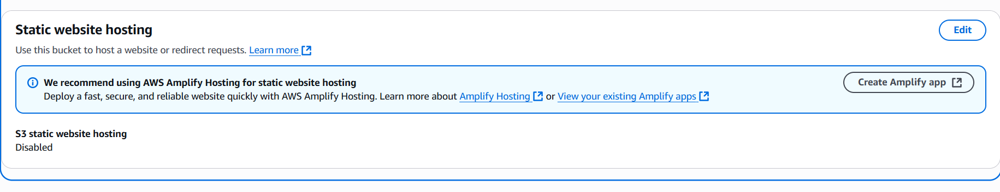 Static website hosting
Edit
Use this bucket to host a website or redirect requests. Learn more
We recommend using AWS Amplify Hosting for static website hosting
Create Amplify app
Deploy a fast, secure, and reliable website quickly with AWS Amplify Hosting. Learn more about Amplify Hosting or View your existing Amplify apps
S3 static website hosting
Disabled